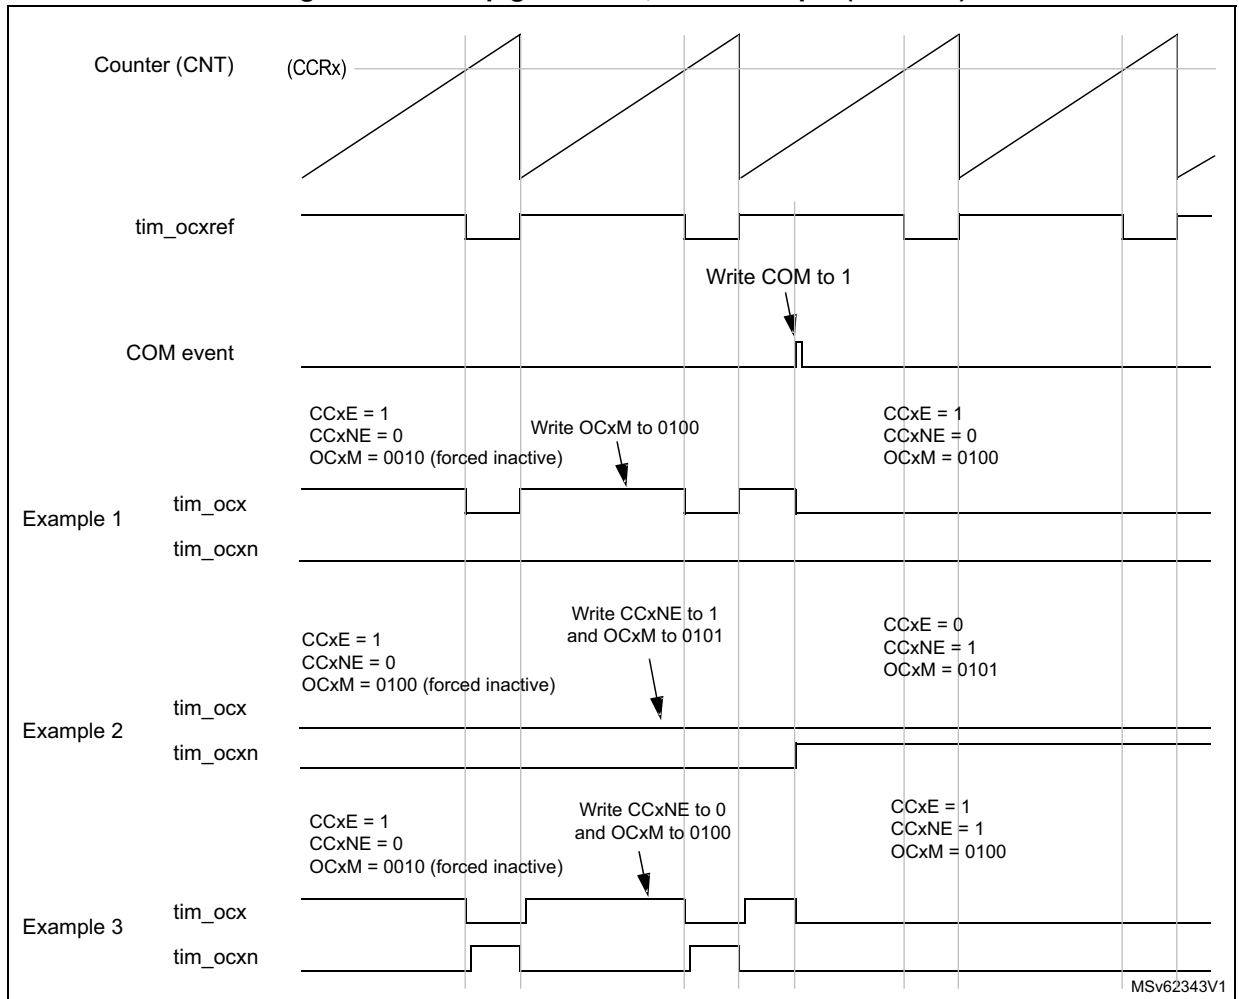 Counter (CNT)
(CCRx)
tim_ocxref
Write COM to 1
COM event
CCxE = 1
CCxNE = 0
OCxM = 0010 (forced inactive)
Write OCxM to 0100
CCxE = 1
CCxNE = 0
OCxM = 0100
Example 1
tim_ocx
tim_ocxn
CCxE = 1
CCxNE = 0
OCxM = 0100 (forced inactive)
Write CCxNE to 1
and OCxM to 0101
CCxE = 0
CCxNE = 1
OCxM = 0101
Example 2
tim_ocx
tim_ocxn
CCxE = 1
CCxNE = 0
OCxM = 0010 (forced inactive)
Write CCxNE to 0
and OCxM to 0100
CCxE = 1
CCxNE = 1
OCxM = 0100
Example 3
tim_ocx
tim_ocxn
MSv62343V1